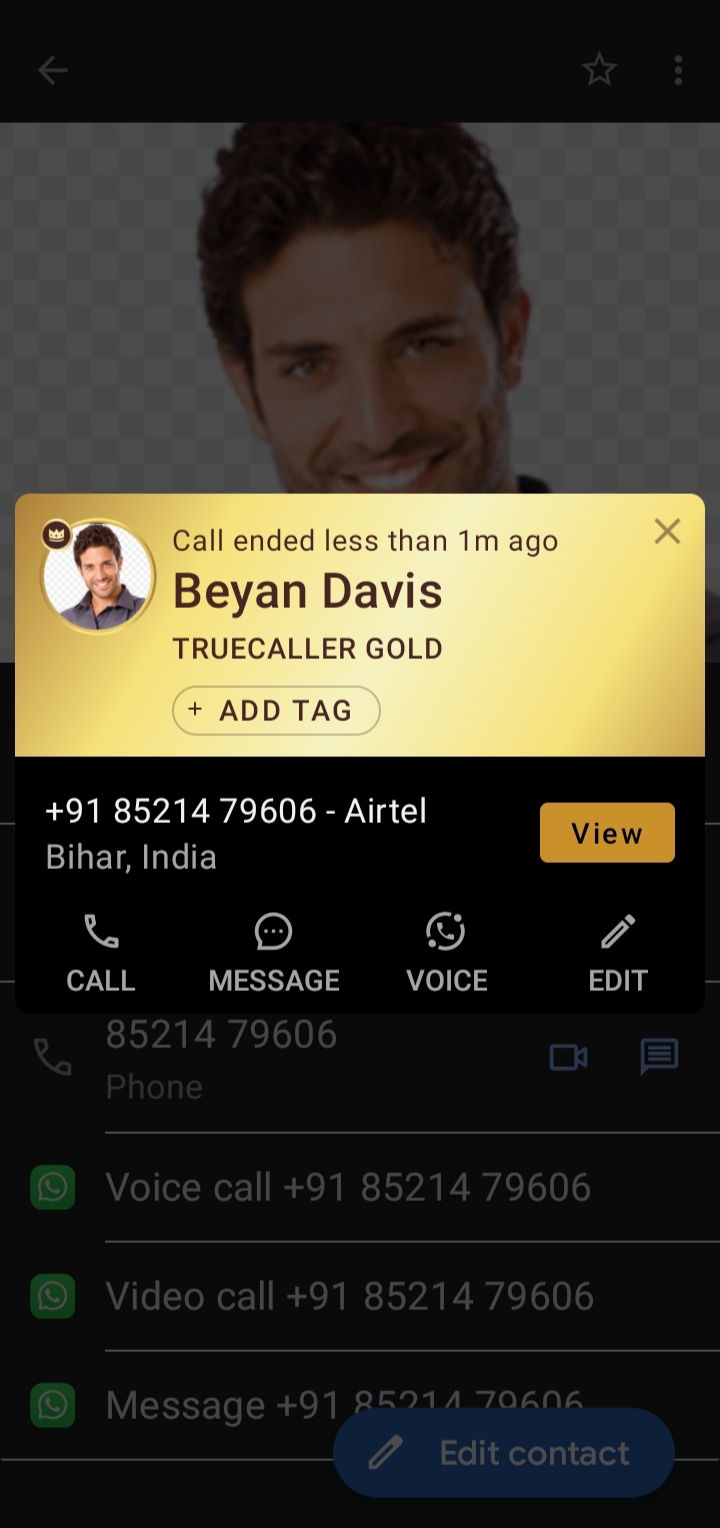 Call ended less than 1m ago
Beyan Davis
TRUECALLER GOLD
+ ADD TAG
+91 85214 79606 - Airtel
Bihar, India
View
CALL MESSAGE VOICE EDIT
85214 79606
Phone
Voice call +91 85214 79606
Video call +91 85214 79606
Message +91 85214 79606
Edit contact